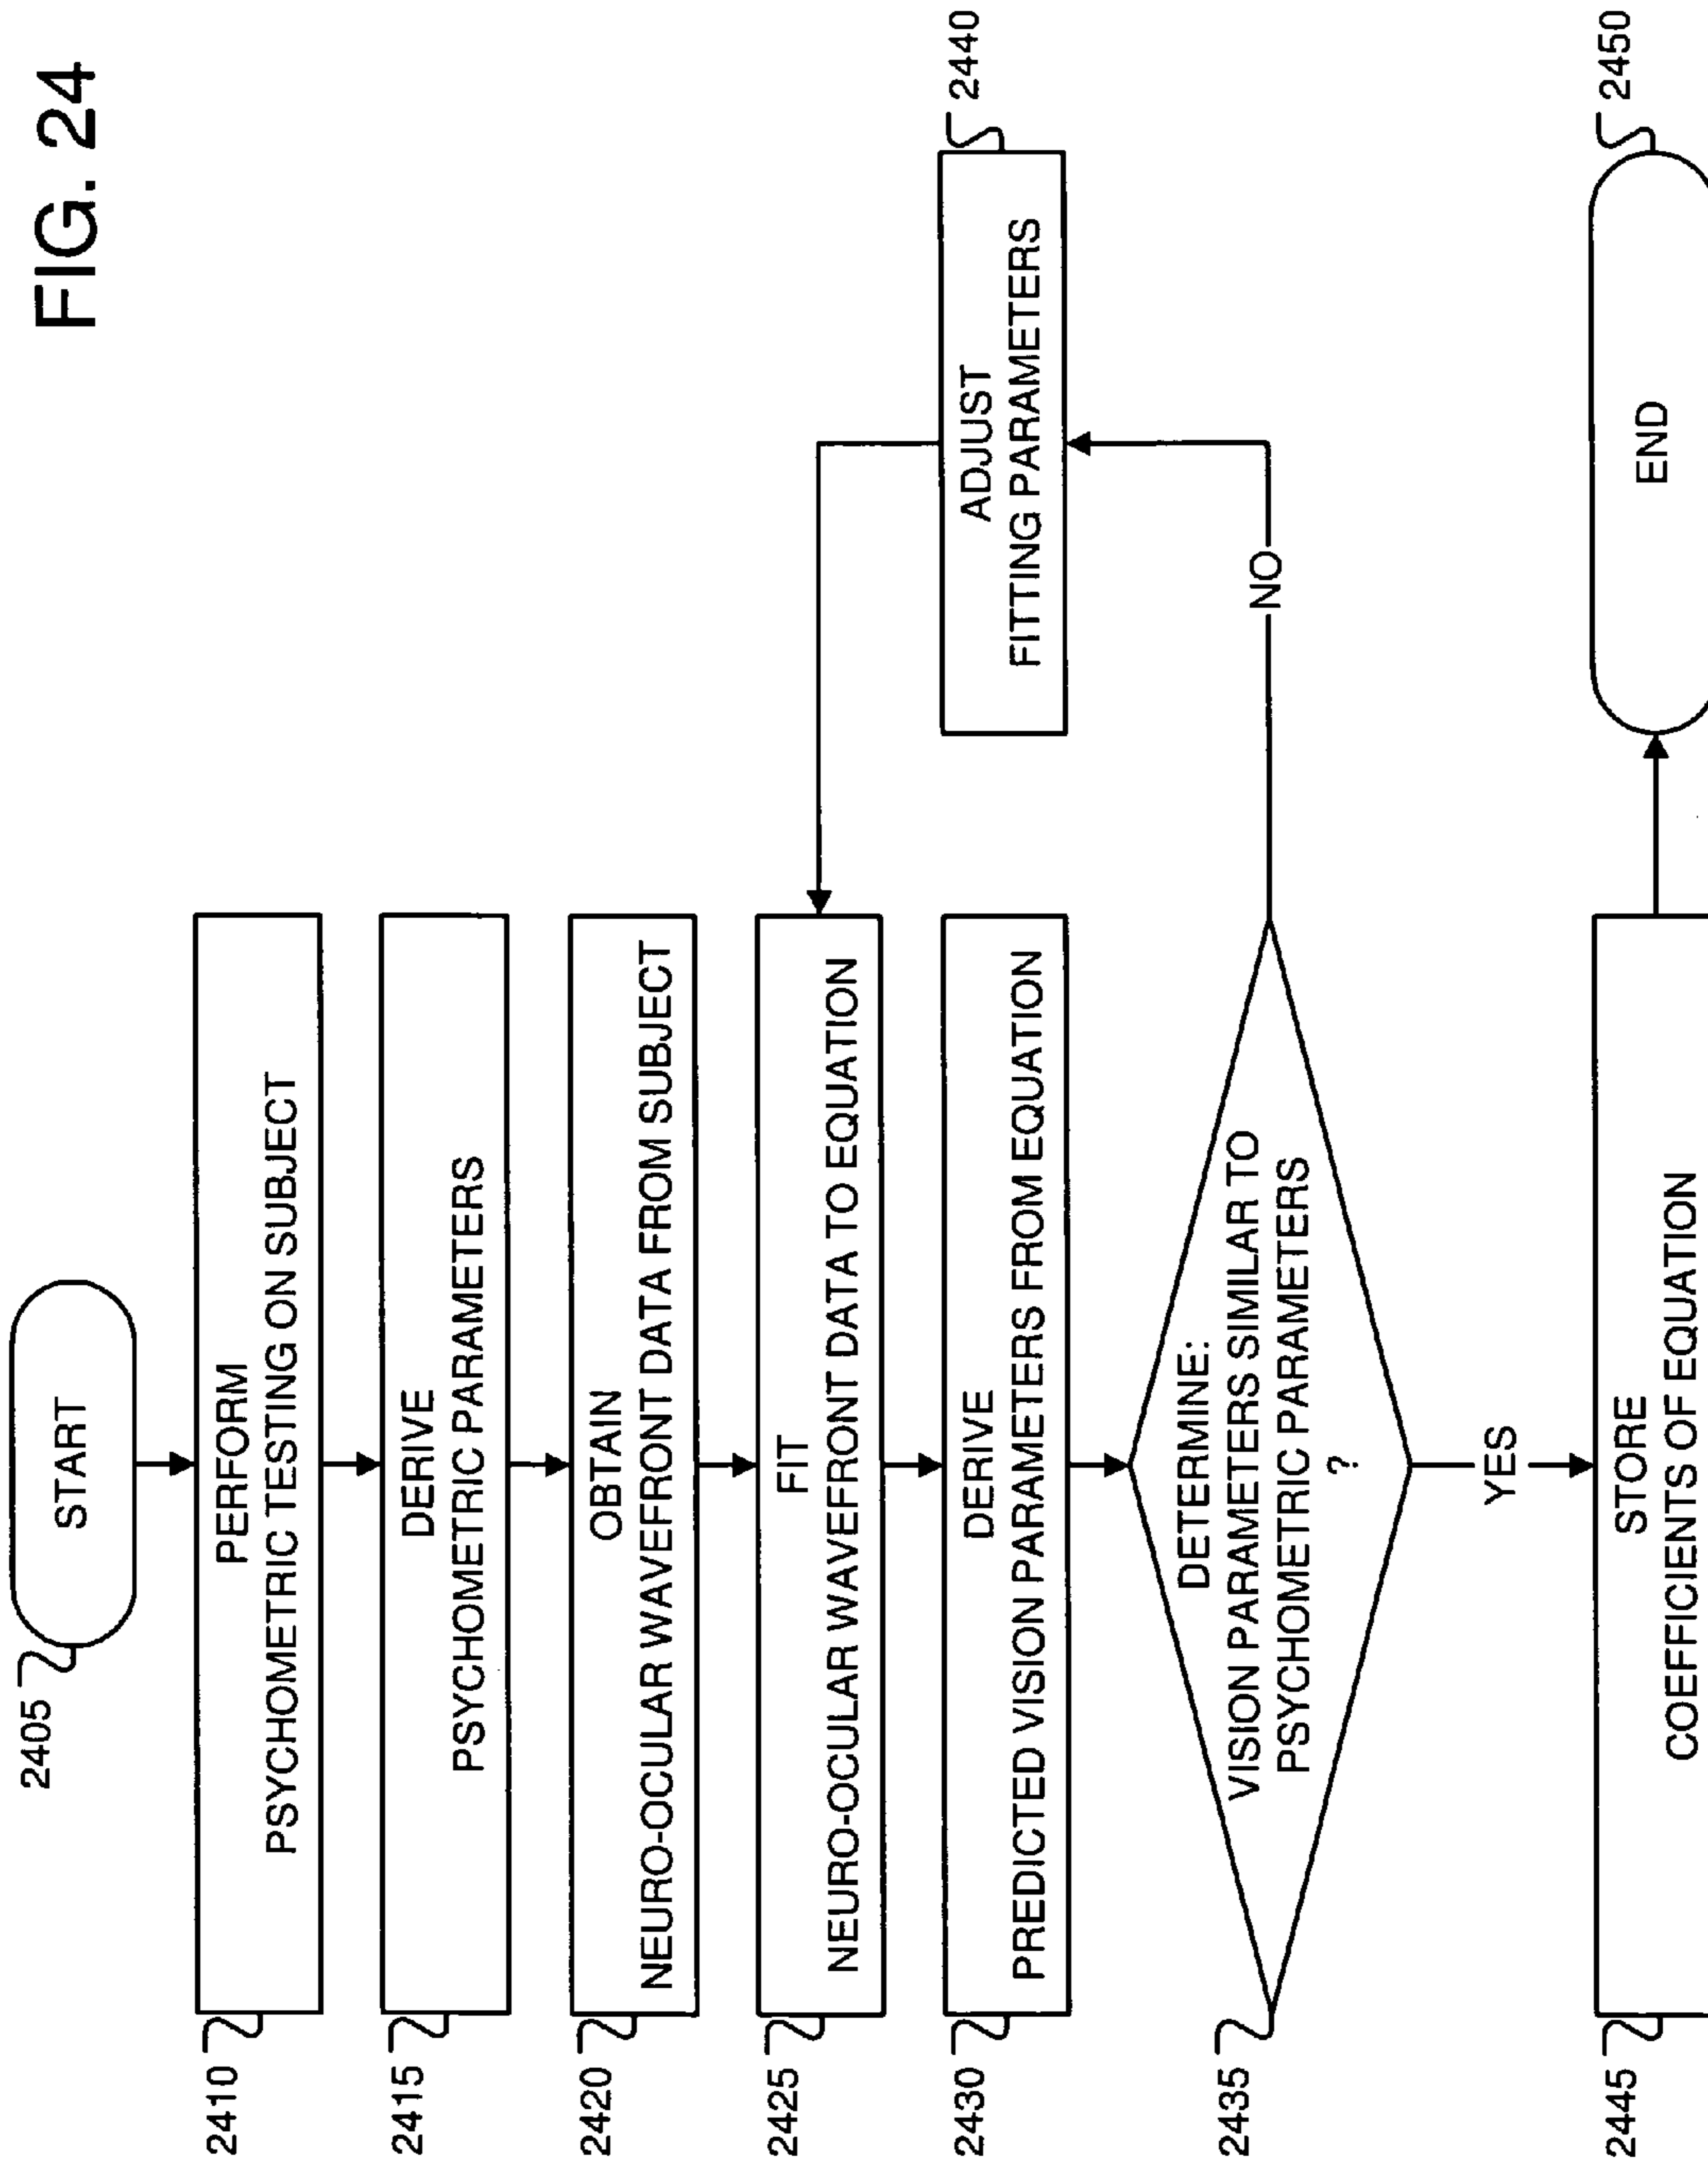 FIG. 24
2405
START
2410
PERFORM
PSYCHOMETRIC TESTING ON SUBJECT
2415
DERIVE
PSYCHOMETRIC PARAMETERS
2420
OBTAIN
NEURO-OCULAR WAVEFRONT DATA FROM SUBJECT
2425
FIT
NEURO-OCULAR WAVEFRONT DATA TO EQUATION
2430
DERIVE
PREDICTED VISION PARAMETERS FROM EQUATION
2440
ADJUST
FITTING PARAMETERS
2435
DETERMINE:
VISION PARAMETERS SIMILAR TO
PSYCHOMETRIC PARAMETERS
?
NO
YES
2445
STORE
COEFFICIENTS OF EQUATION
2450
END